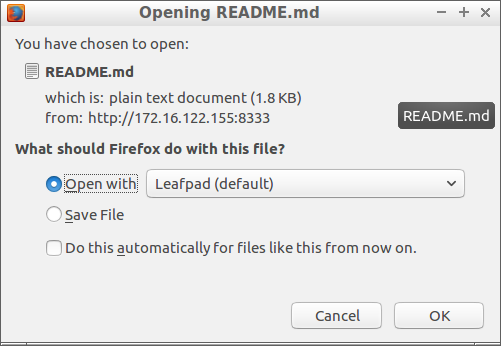 Opening README.md
You have chosen to open:
README.md
which is: plain text document (1.8 KB)
from: http://172.16.122.155:8333
README.md
What should Firefox do with this file?
Open with Leafpad (default)
Save File
Do this automatically for files like this from now on.
Cancel OK